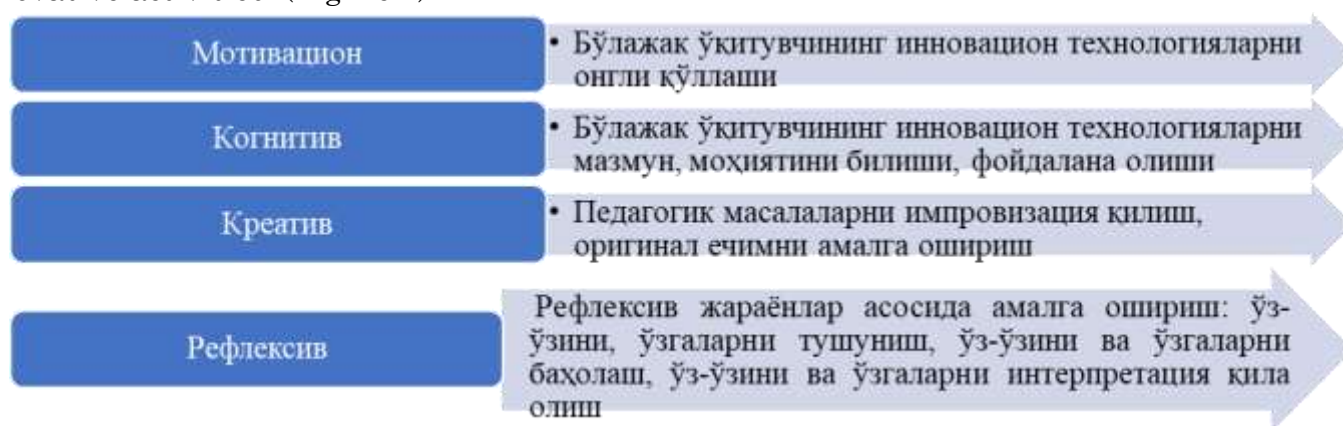 Мотивацион
• Бўлажак ўқитувчининг инновацион технологияларни
онгли қўллаши
Когнитив
• Бўлажак ўқитувчининг инновацион технологияларни
мазмун, моҳиятини билиши, фойдалана олиши
Креатив
• Педагогик масалаларни импровизация қилиш,
оригинал ечимни амалга ошириш
Рефлексив
Рефлексив жараёнлар асосида амалга ошириш: ўз-
ўзини, ўзгаларни тушуниш, ўз-ўзини ва ўзгаларни
баҳолаш, ўз-ўзини ва ўзгаларни интерпретация қила
олиш